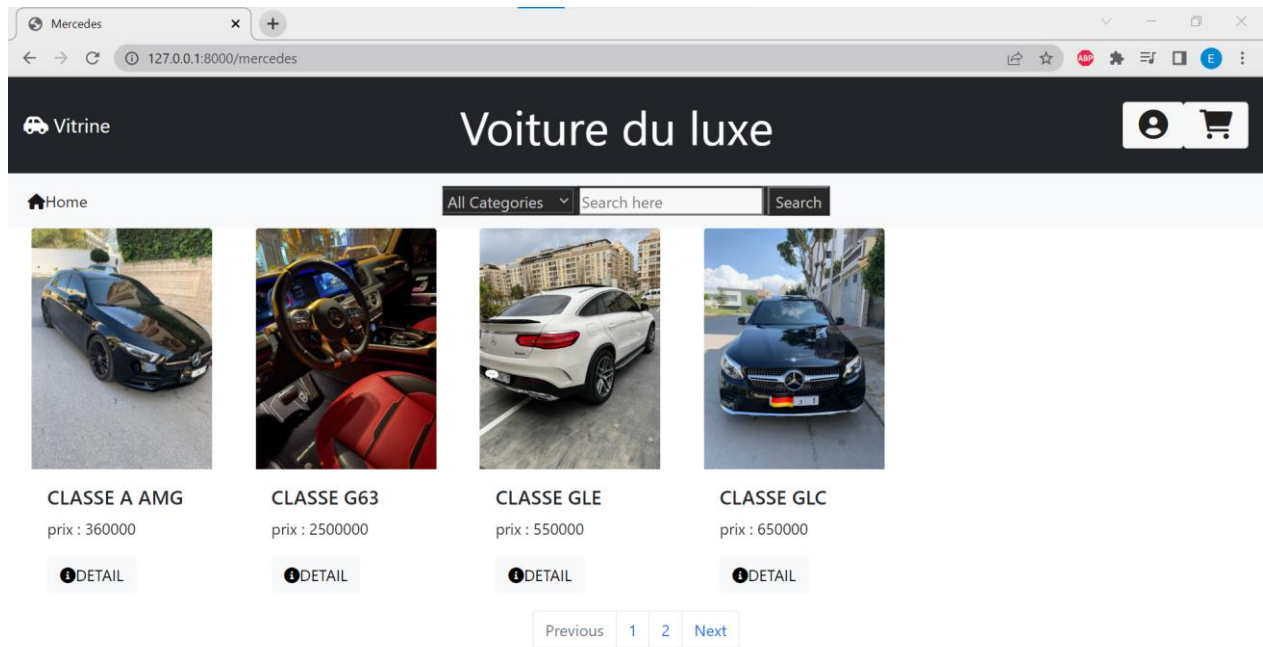 Mercedes
127.0.0.1:8000/mercedes
ABP
E
Vitrine
Voiture du luxe
Home
All Categories
Search here
Search
CLASSE A AMG
CLASSE G63
CLASSE GLE
CLASSE GLC
prix : 360000
prix : 2500000
prix : 550000
prix : 650000
DETAIL
DETAIL
DETAIL
DETAIL
Previous 1 2 Next